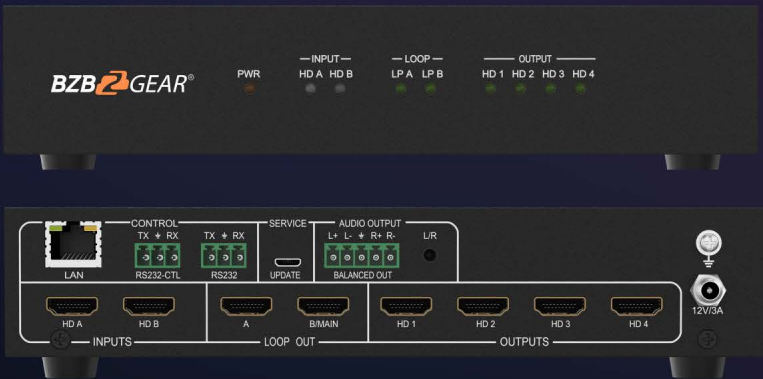 INPUT LOOP OUTPUT
BZBGEAR® PWR HD A HD B LP A LP B HD 1 HD 2 HD 3 HD 4
CONTROL SERVICE AUDIO OUTPUT
TX RX TX RX L+ L- R+ R- L/R
LAN RS232-CTL RS232 UPDATE BALANCED OUT
12V/3A
HD A HD B A B/MAIN HD 1 HD 2 HD 3 HD 4
INPUTS LOOP OUT OUTPUTS